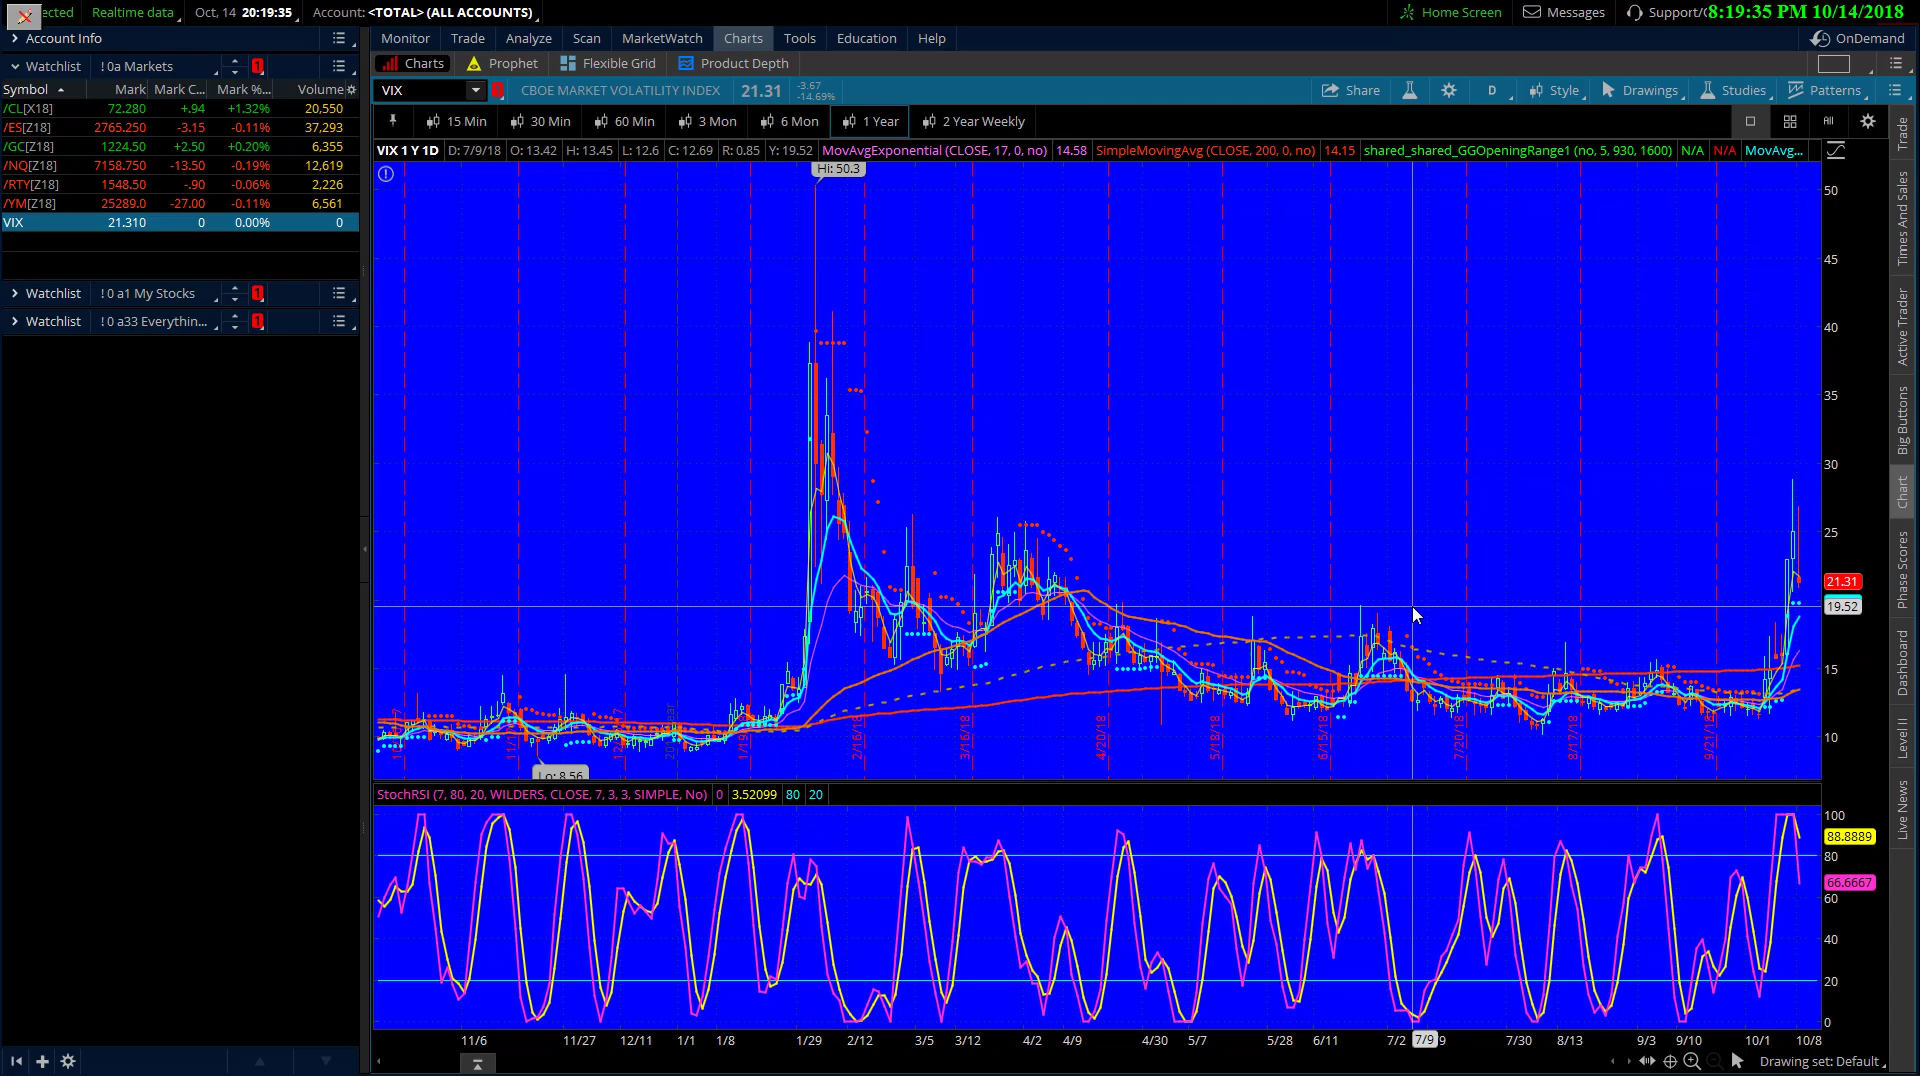 ected Realtime data Oct, 14 20:19:35 Account: <TOTAL> (ALL ACCOUNTS) Home Screen Messages Support/C 8:19:35 PM 10/14/2018
Account Info Monitor Trade Analyze Scan MarketWatch Charts Tools Education Help OnDemand
Watchlist !0a Markets 1 Charts Prophet Flexible Grid Product Depth
Symbol Mark Mark C... Mark %... Volume VIX CBOE MARKET VOLATILITY INDEX 21.31 -3.67 -14.69% Share D Style Drawings Studies Patterns
/CL[X18] 72.280 +.94 +1.32% 20,550
/ES[Z18] 2765.250 -3.15 -0.11% 37,293
/GC[Z18] 1224.50 +2.50 +0.20% 6,355
/NQ[Z18] 7158.750 -13.50 -0.19% 12,619
/RTY[Z18] 1548.50 -.90 -0.06% 2,226
/YM[Z18] 25289.0 -27.00 -0.11% 6,561
VIX 21.310 0 0.00% 0
Watchlist !0 a1 My Stocks 1
Watchlist !0 a33 Everythin... 1
15 Min 30 Min 60 Min 3 Mon 6 Mon 1 Year 2 Year Weekly All
VIX 1 Y 1D D: 7/9/18 O: 13.42 H: 13.45 L: 12.6 C: 12.69 R: 0.85 Y: 19.52 MovAvgExponential (CLOSE, 17, 0, no) 14.58 SimpleMovingAvg (CLOSE, 200, 0, no) 14.15 shared_shared_GGOpeningRange1 (no, 5, 930, 1600) N/A N/A MovAvg...
Hi: 50.3
50
45
40
35
30
25
21.31
19.52
15
10
1/19/18 2/16/18 3/16/18 4/20/18 5/18/18 6/15/18 7/20/18 8/17/18 9/21/18
Lo: 8.56
StochRSI (7, 80, 20, WILDERS, CLOSE, 7, 3, 3, SIMPLE, No) 0 3.52099 80 20
100
88.8889
80
66.6667
60
40
20
0
11/6 11/27 12/11 1/1 1/8 1/29 2/12 3/5 3/12 4/2 4/9 4/30 5/7 5/28 6/11 7/2 7/9 9 7/30 8/13 9/3 9/10 10/1 10/8
Drawing set: Default
Trade
Times And Sales
Active Trader
Big Buttons
Chart
Phase Scores
Dashboard
Level II
Live News